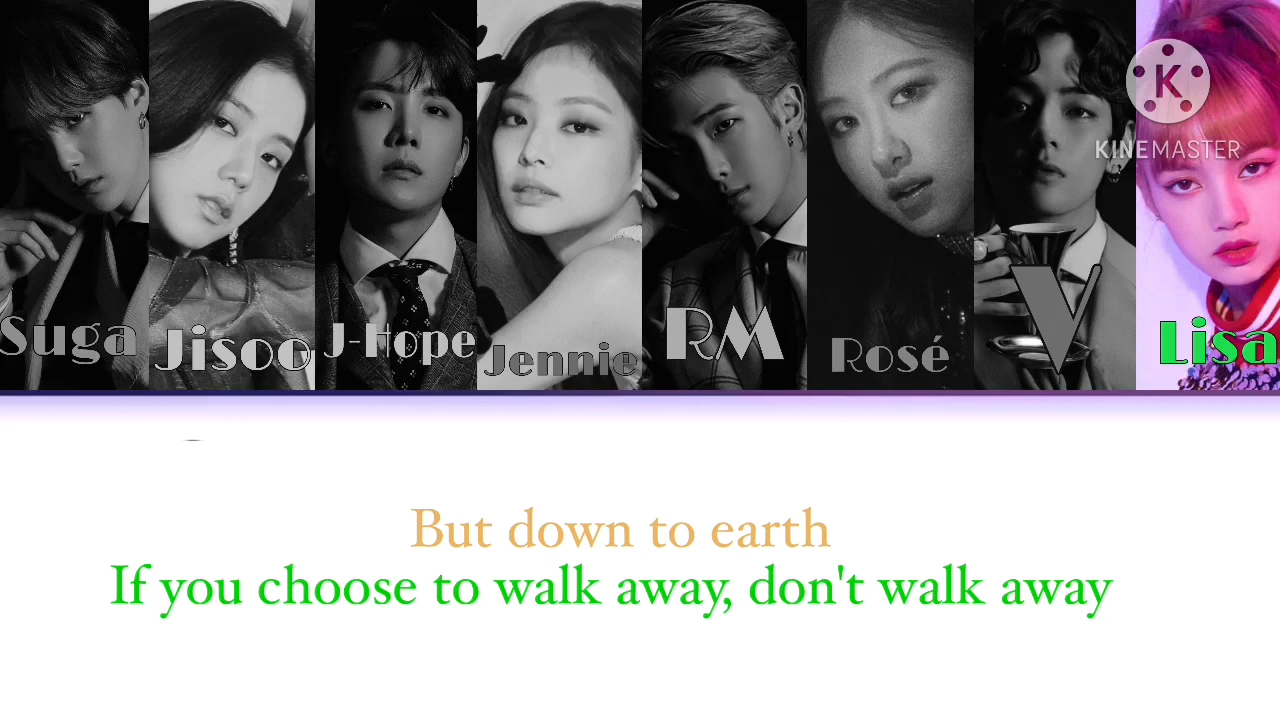 K
KINEMASTER
Suga
Jisoo
J-Hope
Jennie
RM
Rosé
V
Lisa
But down to earth
If you choose to walk away, don't walk away